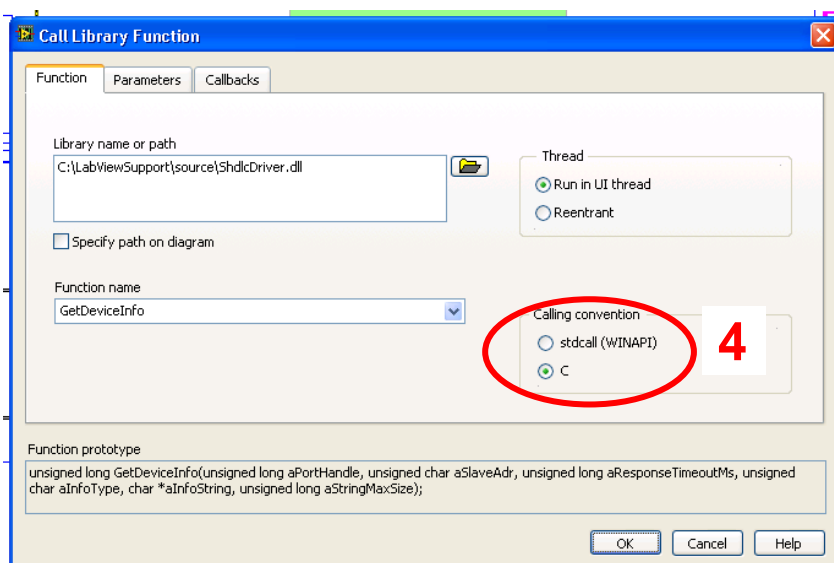 Call Library Function
Function Parameters Callbacks
Library name or path
C:\LabViewSupport\source\ShdlcDriver.dll
Specify path on diagram
Thread
Run in UI thread
Reentrant
Function name
GetDeviceInfo
Calling convention
stdcall (WINAPI)
C
4
Function prototype
unsigned long GetDeviceInfo(unsigned long aPortHandle, unsigned char aSlaveAdr, unsigned long aResponseTimeoutMs, unsigned
char aInfoType, char *aInfoString, unsigned long aStringMaxSize);
OK Cancel Help